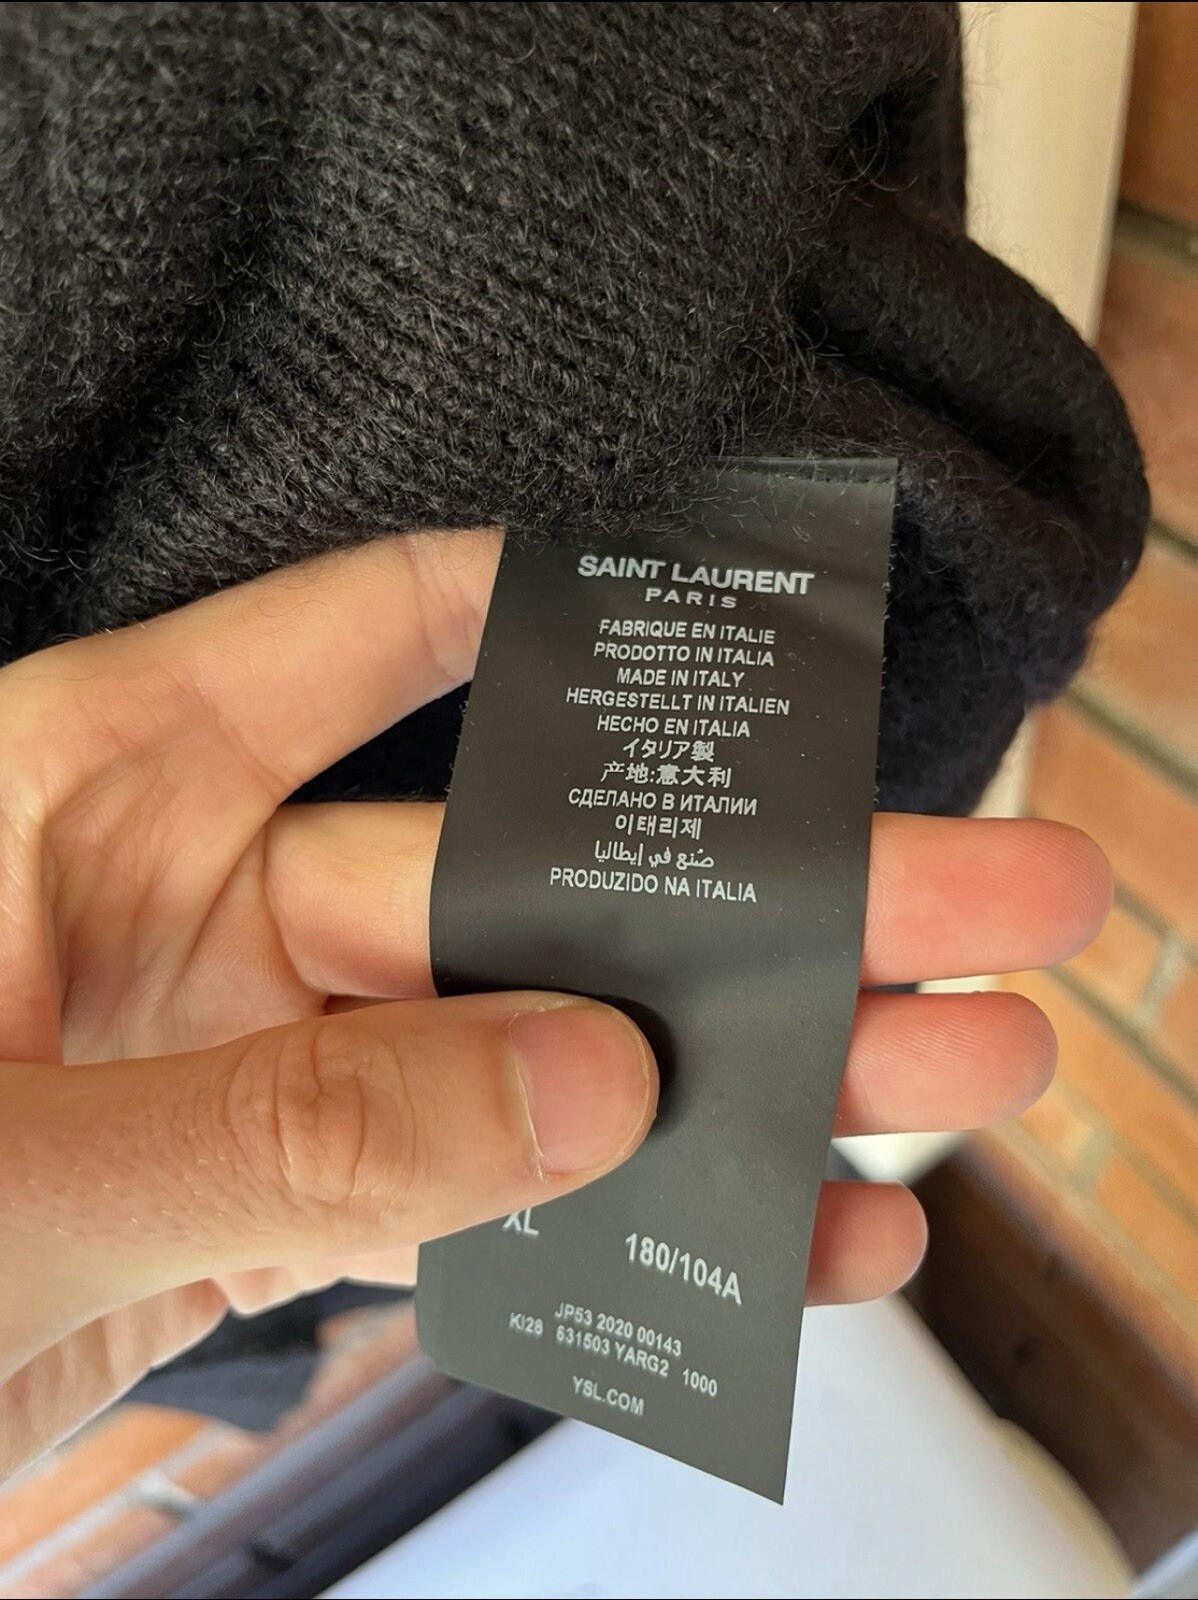 SAINT LAURENT
PARIS
FABRIQUE EN ITALIE
PRODOTTO IN ITALIA
MADE IN ITALY
HERGESTELLT IN ITALIEN
HECHO EN ITALIA
イタリア製
产地:意大利
СДЕЛАНО В ИТАЛИИ
이태리제
صُنع في إيطاليا
PRODUZIDO NA ITALIA
XL 180/104A
JP53 2020 00143
KI28 631503 YARG2 1000
YSL.COM